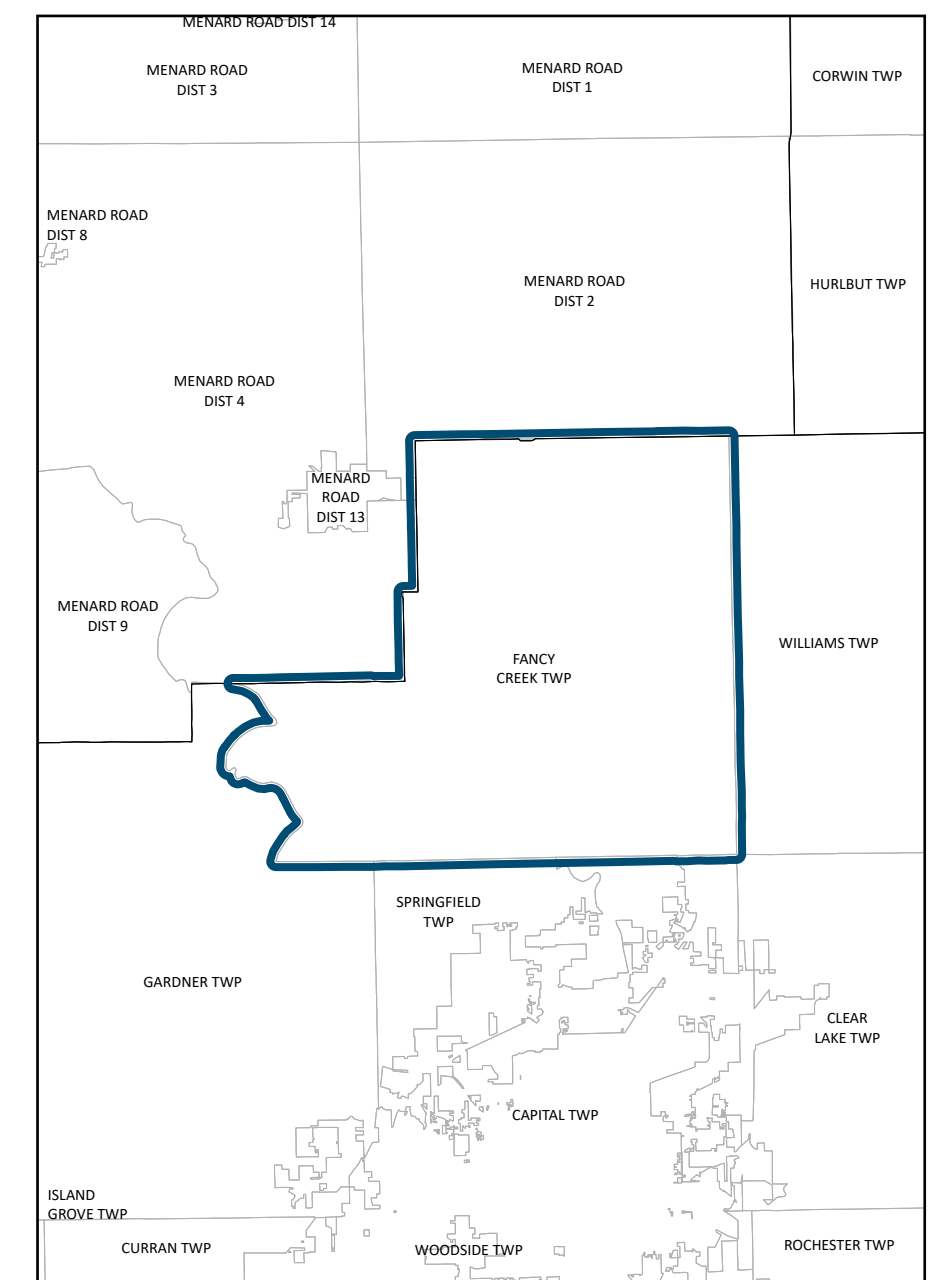 MENARD ROAD DIST 14
MENARD ROAD
DIST 3
MENARD ROAD
DIST 1
CORWIN TWP
MENARD ROAD
DIST 8
MENARD ROAD
DIST 2
HURLBUT TWP
MENARD ROAD
DIST 4
MENARD
ROAD
DIST 13
MENARD ROAD
DIST 9
FANCY
CREEK TWP
WILLIAMS TWP
SPRINGFIELD
TWP
GARDNER TWP
CLEAR
LAKE TWP
CAPITAL TWP
ISLAND
GROVE TWP
CURRAN TWP
WOODSIDE TWP
ROCHESTER TWP